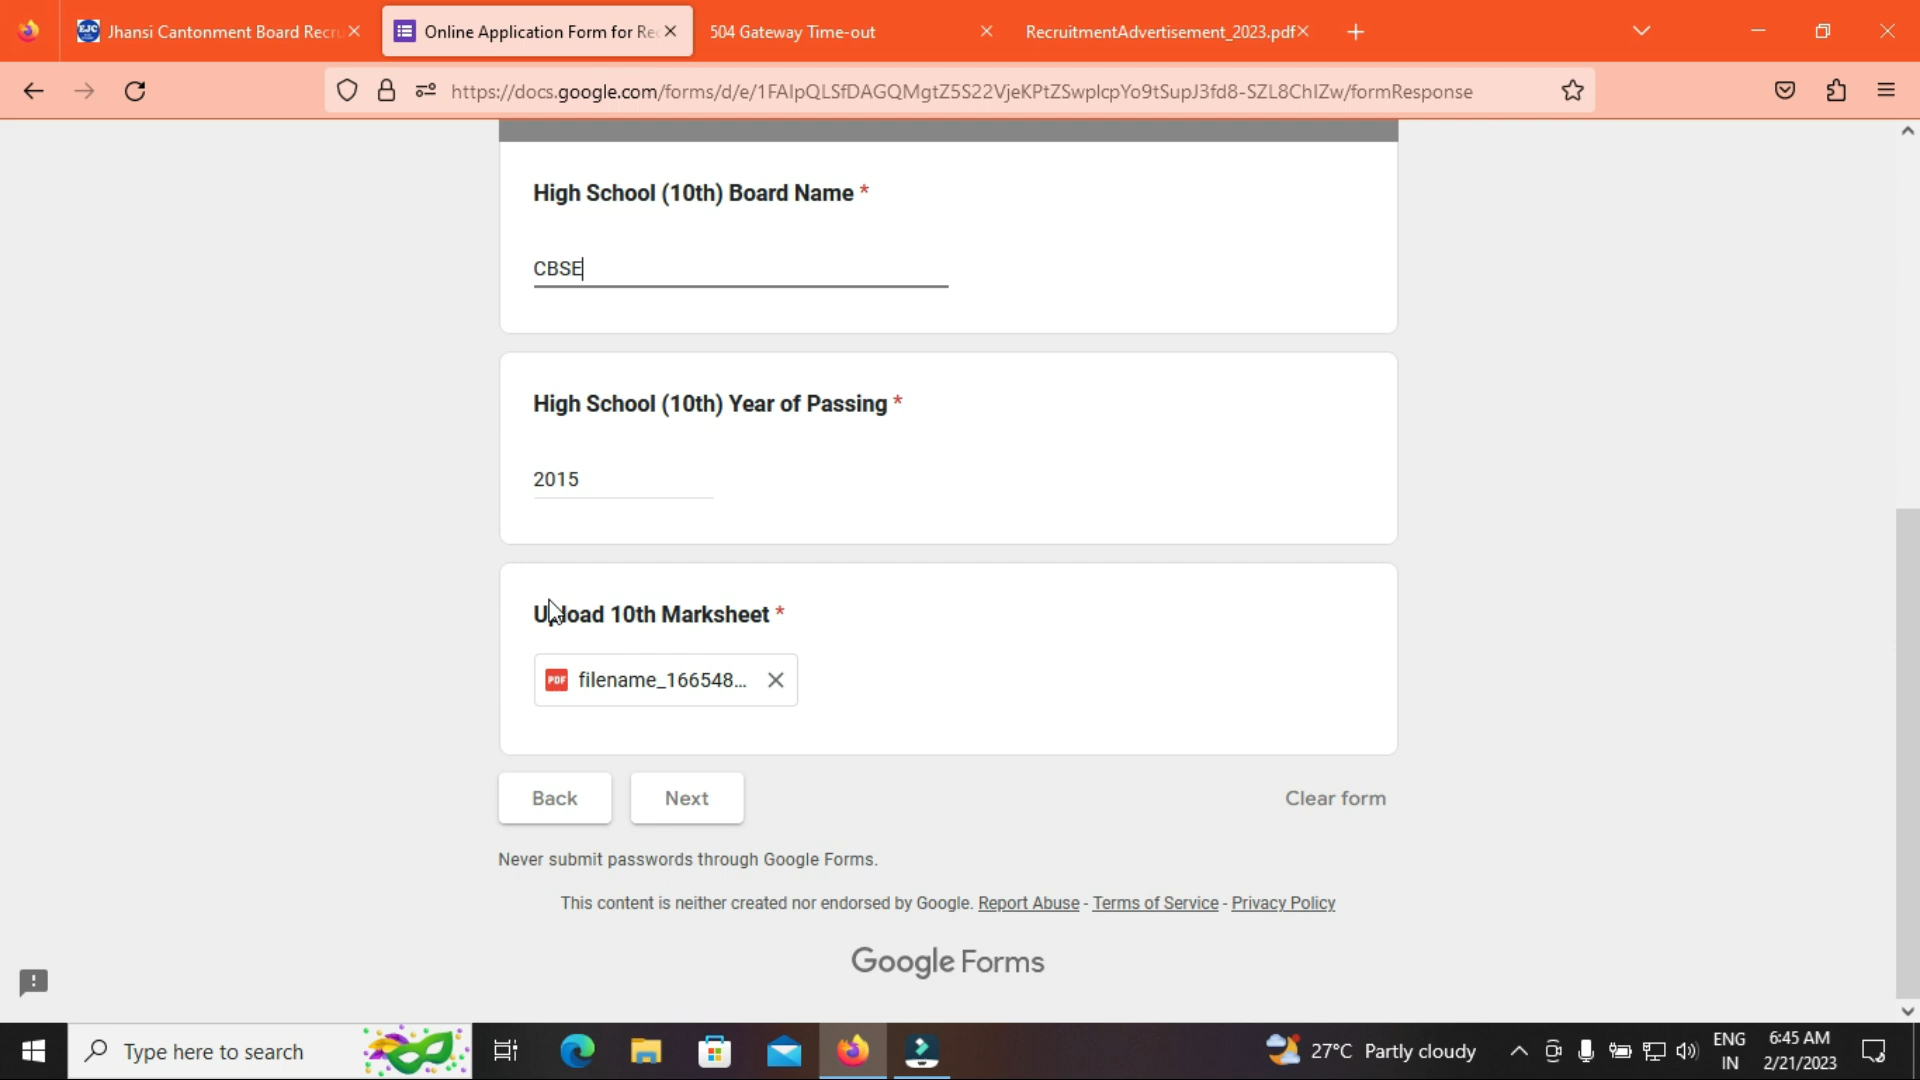 Jhansi Cantonment Board Recru
Online Application Form for Re
504 Gateway Time-out
RecruitmentAdvertisement_2023.pdf
https://docs.google.com/forms/d/e/1FAIpQLSfDAGQMgtZ5S22VjeKPtZSwplcpYo9tSupJ3fd8-SZL8ChIZw/formResponse
High School (10th) Board Name *
CBSE
High School (10th) Year of Passing *
2015
Upload 10th Marksheet *
PDF filename_166548...
Back Next Clear form
Never submit passwords through Google Forms.
This content is neither created nor endorsed by Google. Report Abuse - Terms of Service - Privacy Policy
Google Forms
Type here to search
27°C Partly cloudy
ENG
IN
6:45 AM
2/21/2023